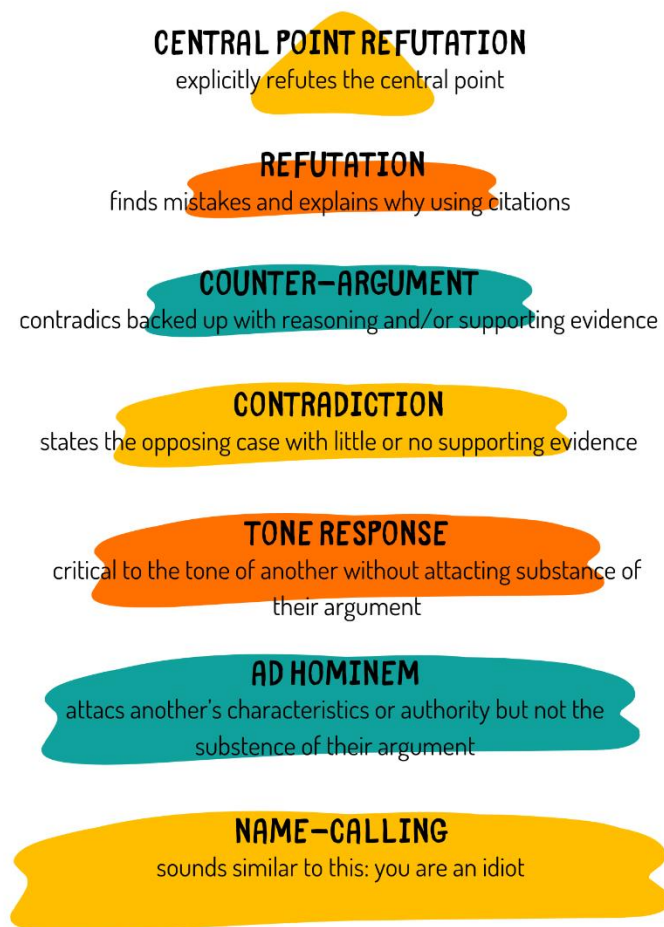 CENTRAL POINT REFUTATION
explicitly refutes the central point
REFUTATION
finds mistakes and explains why using citations
COUNTER-ARGUMENT
contradics backed up with reasoning and/or supporting evidence
CONTRADICTION
states the opposing case with little or no supporting evidence
TONE RESPONSE
critical to the tone of another without attacting substance of
their argument
AD HOMINEM
attacs another's characteristics or authority but not the
substence of their argument
NAME-CALLING
sounds similar to this: you are an idiot